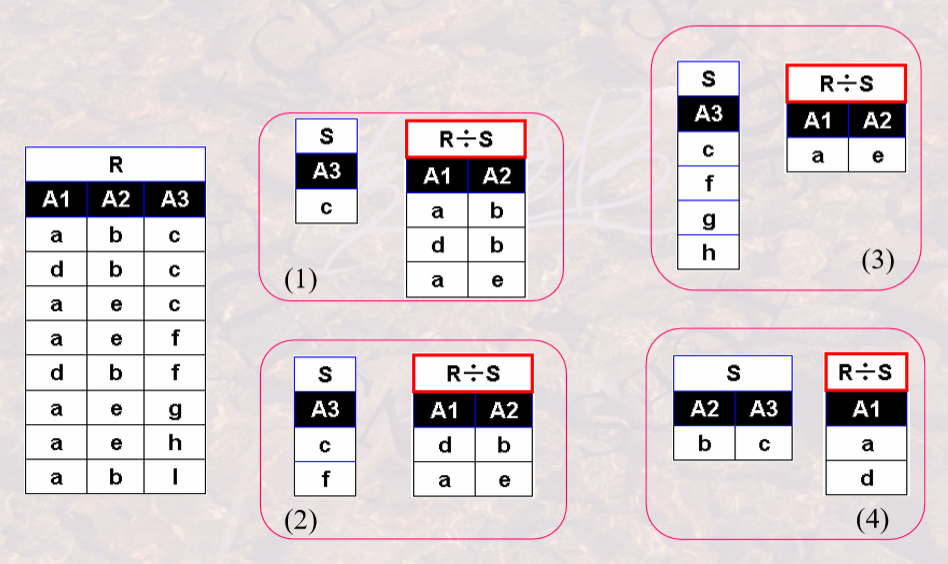 R
A1 A2 A3
a b c
d b c
a e c
a e f
d b f
a e g
a e h
a b l
S
A3
c
R÷S
A1 A2
a b
d b
a e
(1)
S
A3
c
f
R÷S
A1 A2
d b
a e
(2)
S
A3
c
f
g
h
R÷S
A1 A2
a e
(3)
S
A2 A3
b c
R÷S
A1
a
d
(4)